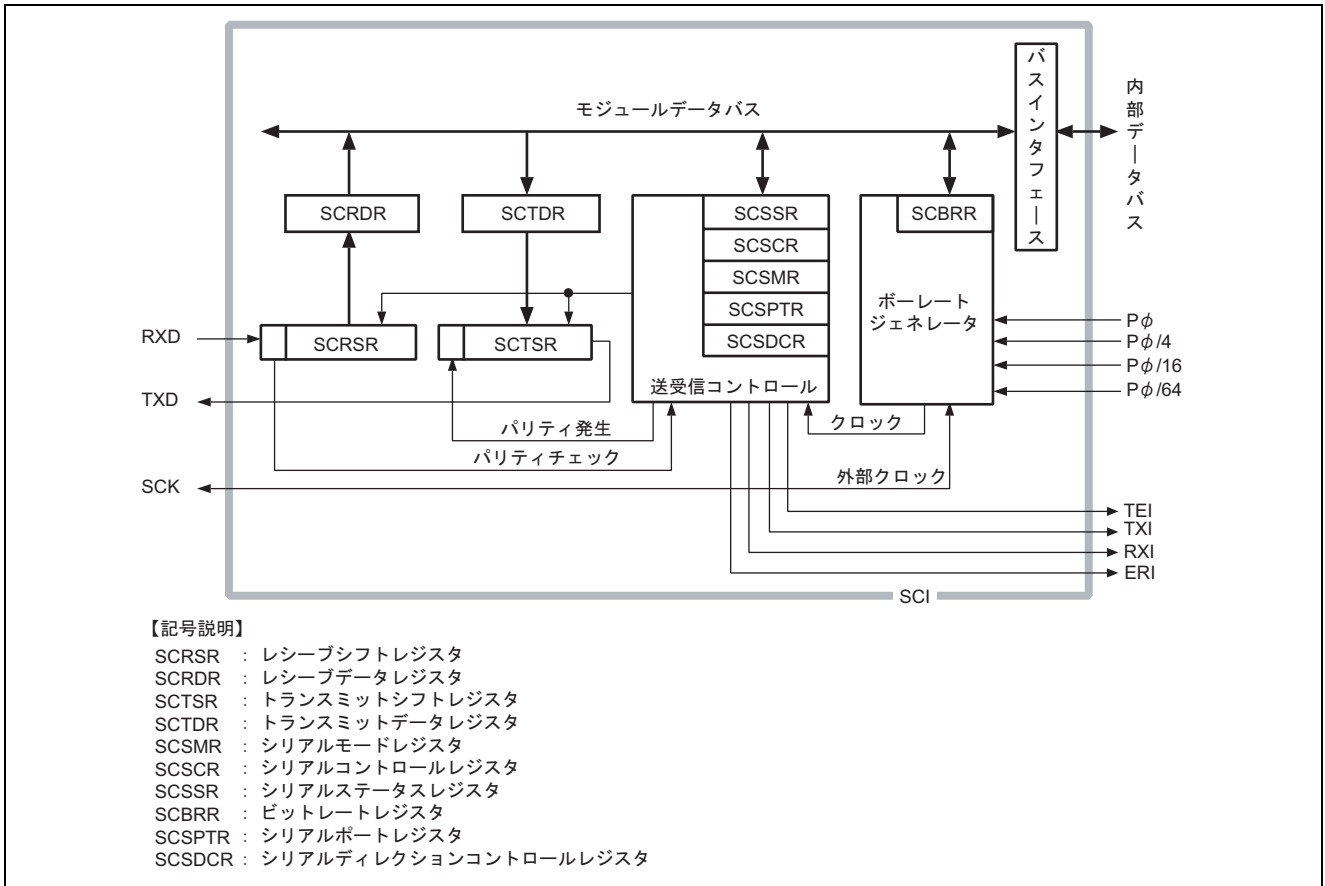 モジュールデータバス
バスインタフェース
内部データバス
SCRDR
SCTDR
SCSSR
SCBRR
SCSCR
SCSMR
SCSPTR
SCSDCR
ボーレート
ジェネレータ
Pφ
Pφ/4
Pφ/16
Pφ/64
RXD
SCRSR
SCTSR
送受信コントロール
TXD
パリティ発生
クロック
パリティチェック
外部クロック
SCK
TEI
TXI
RXI
ERI
SCI
【記号説明】
SCRSR : レシーブシフトレジスタ
SCRDR : レシーブデータレジスタ
SCTSR : トランスミットシフトレジスタ
SCTDR : トランスミットデータレジスタ
SCSMR : シリアルモードレジスタ
SCSCR : シリアルコントロールレジスタ
SCSSR : シリアルステータスレジスタ
SCBRR : ビットレートレジスタ
SCSPTR : シリアルポートレジスタ
SCSDCR : シリアルディレクションコントロールレジスタ